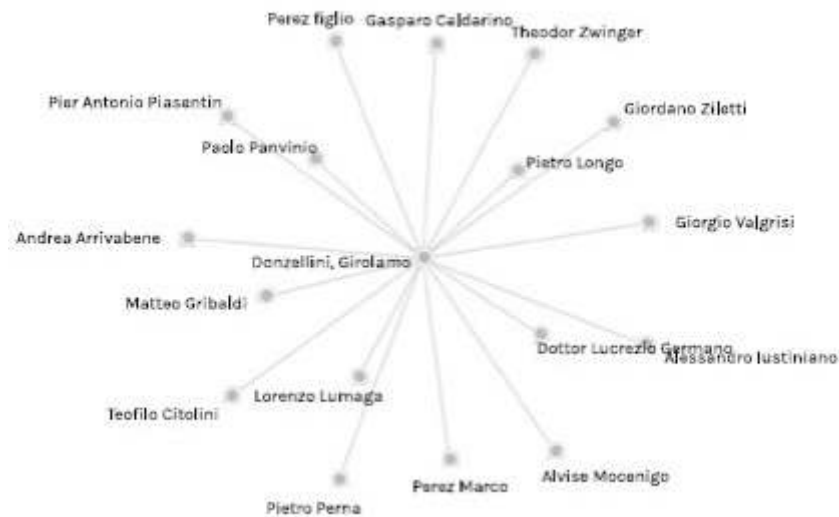 Perez figlio
Gasparo Caldarino
Theodor Zwinger
Pier Antonio Piasentin
Giordano Ziletti
Paolo Panvinio
Pietro Longo
Giorgio Valgrisi
Andrea Arrivabene
Donzellini, Girolamo
Matteo Gribaldi
Dottor Lucrezio Germano
Alessandro Iustiniano
Lorenzo Lumaga
Teofilo Citolini
Alvise Mocenigo
Perez Marco
Pietro Perna